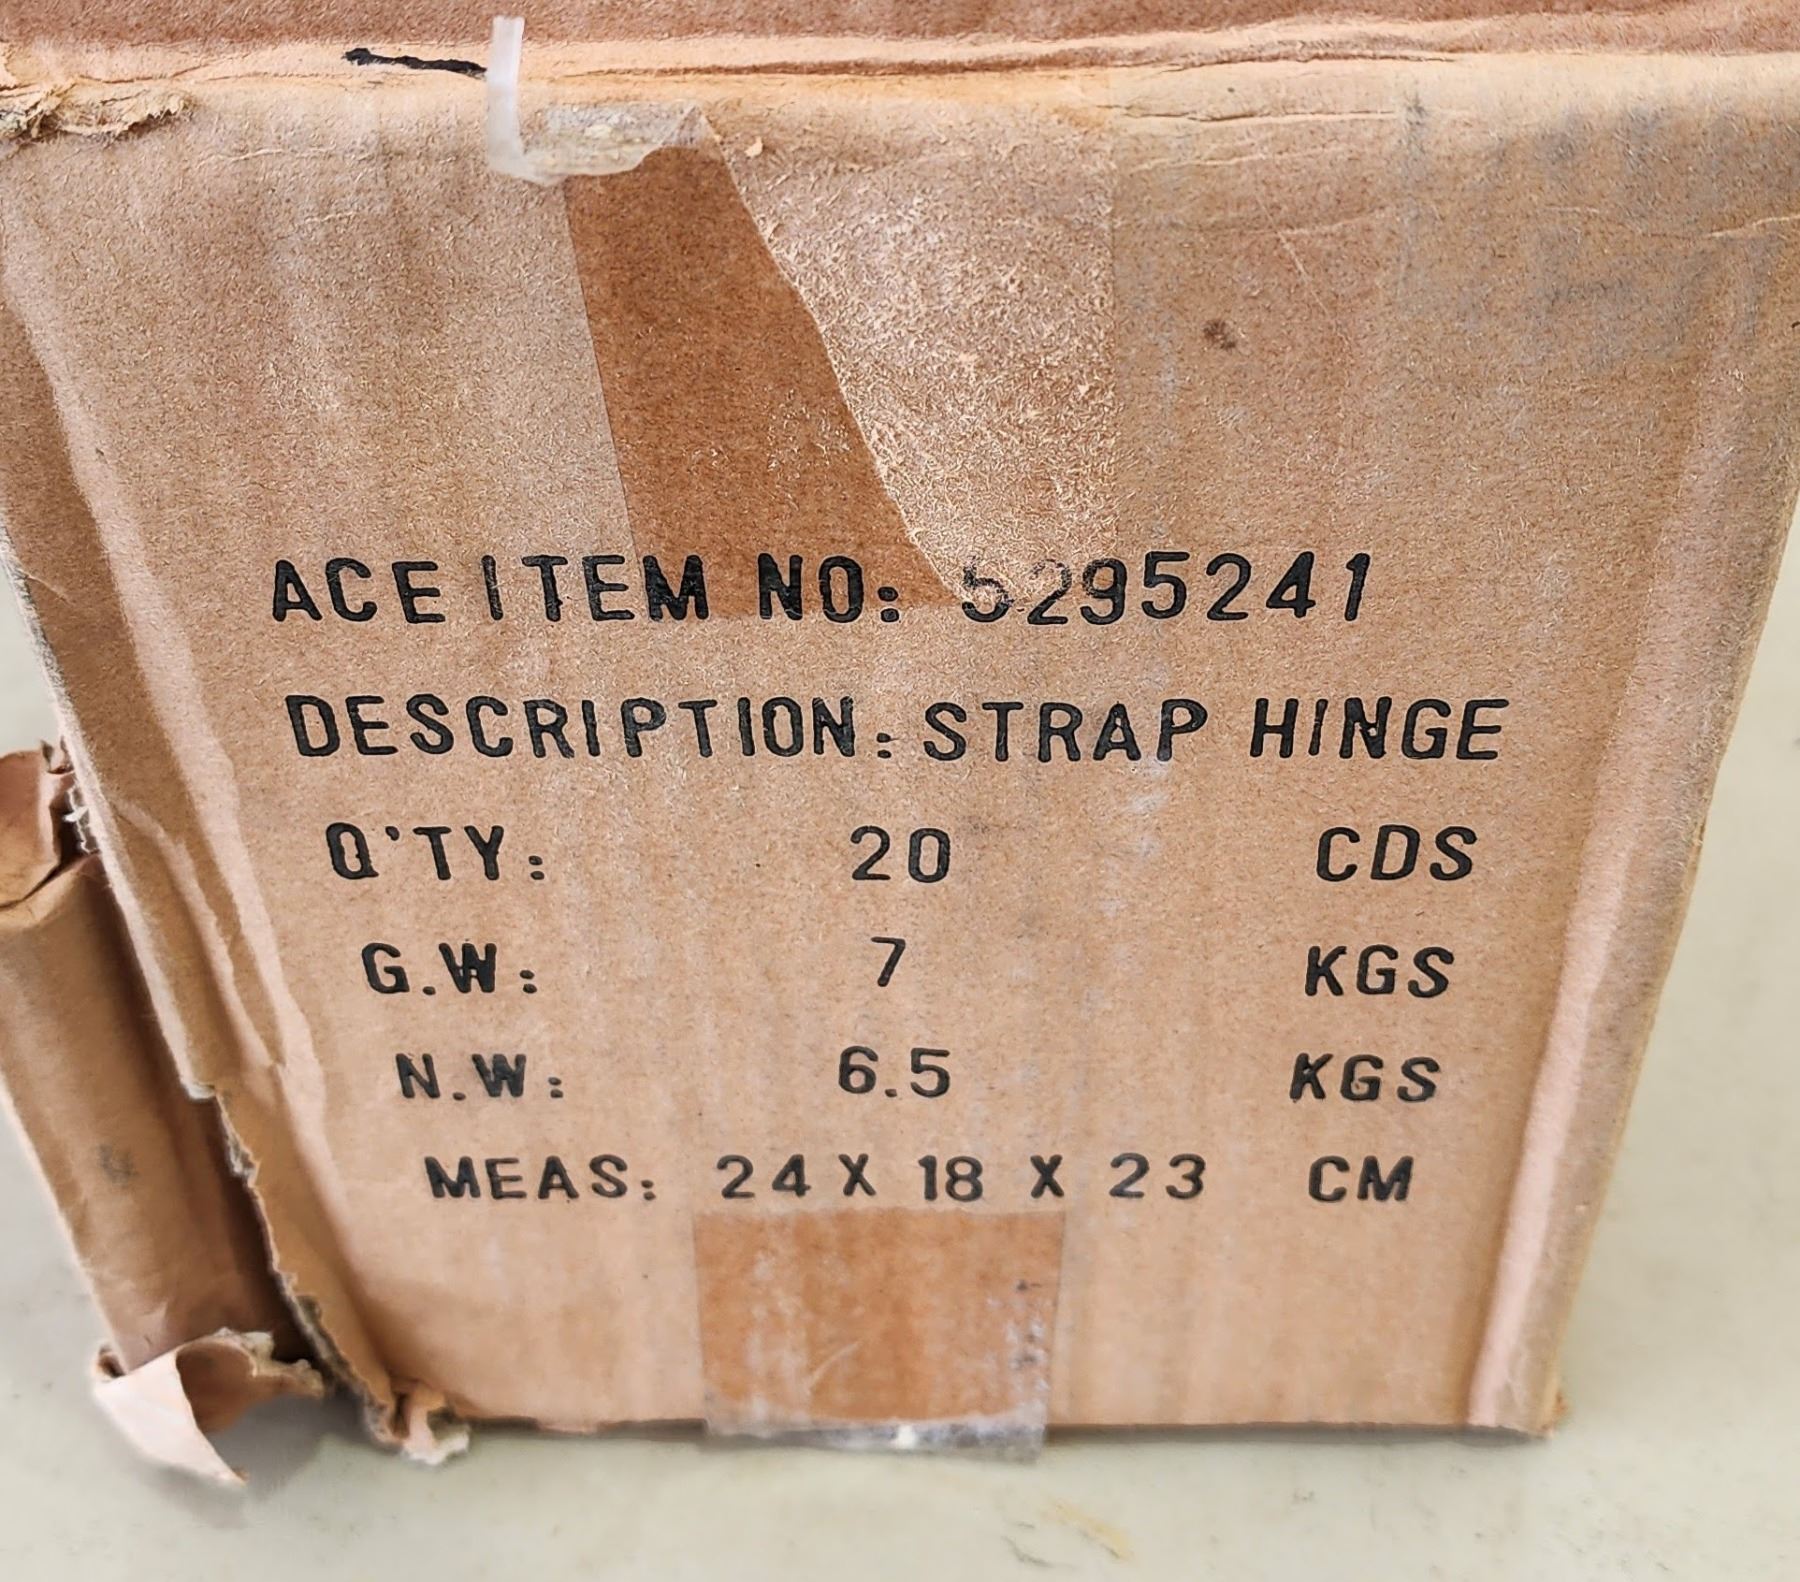 ACE ITEM NO: 5295241
DESCRIPTION: STRAP HINGE
Q'TY: 20 CDS
G.W: 7 KGS
N.W: 6.5 KGS
MEAS: 24 X 18 X 23 CM